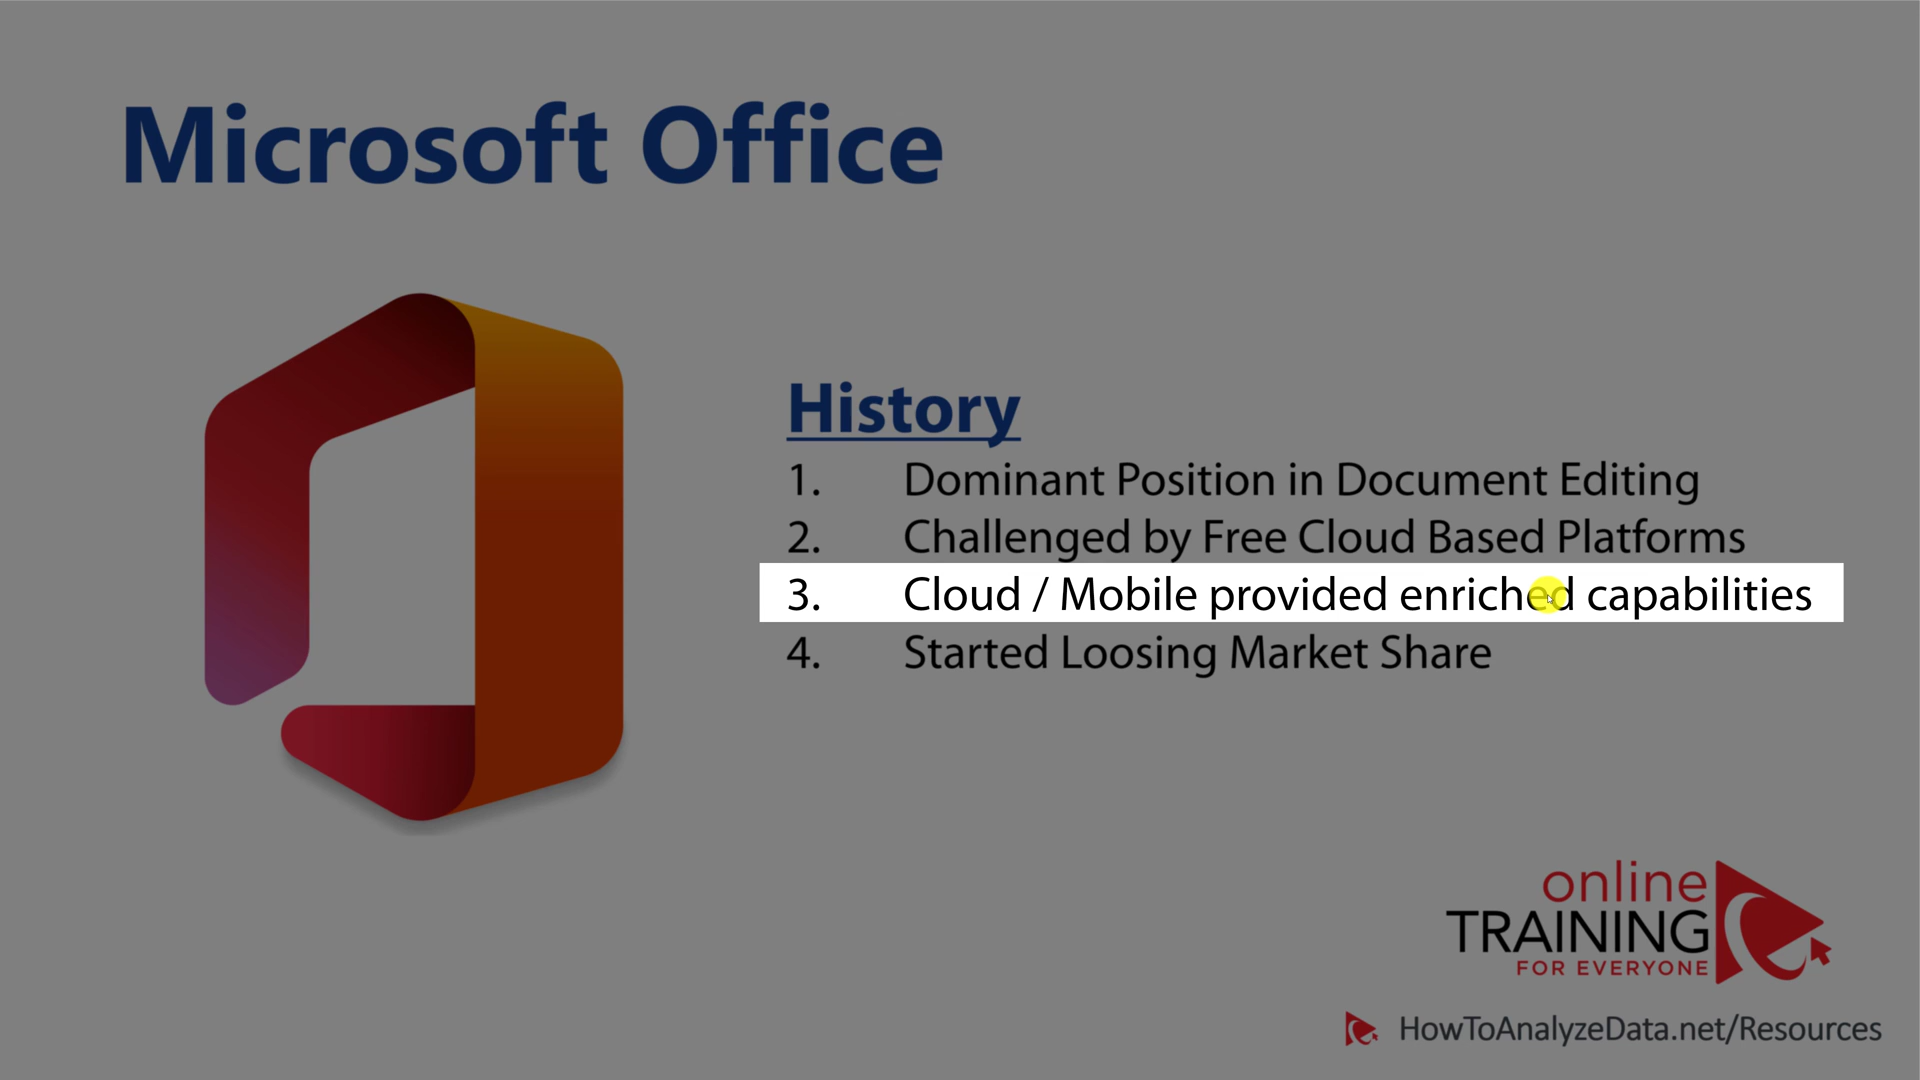 Microsoft Office
History
1. Dominant Position in Document Editing
2. Challenged by Free Cloud Based Platforms
3. Cloud / Mobile provided enriched capabilities
4. Started Loosing Market Share
online
TRAINING
FOR EVERYONE
HowToAnalyzeData.net/Resources